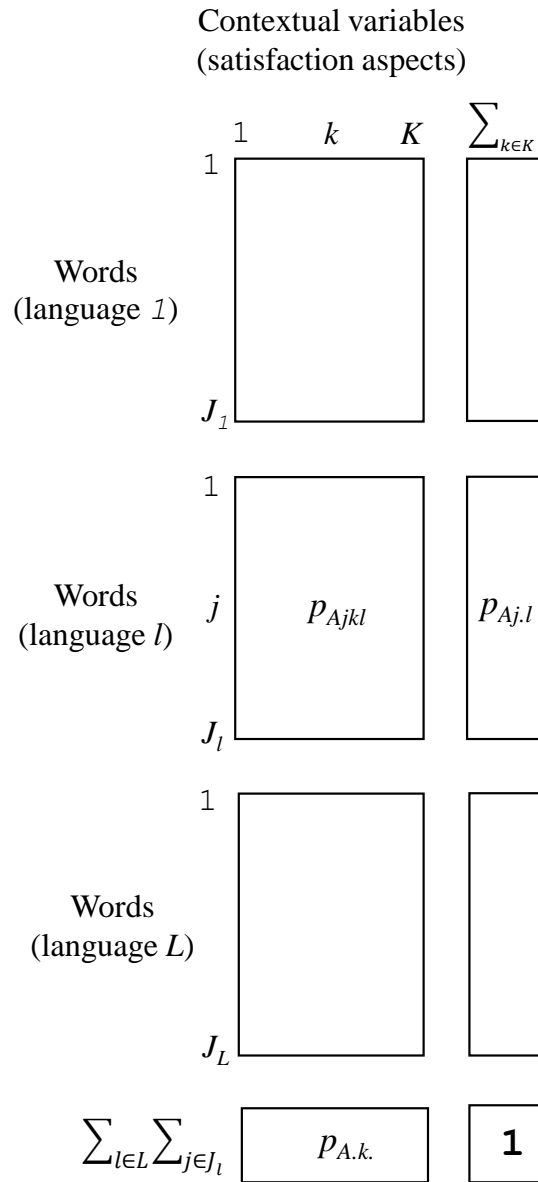 Contextual variables
(satisfaction aspects)
1 k K ∑k∈K
1
Words
(language 1)
J1
1
Words
(language l)
j pAjkl pAj.l
Jl
1
Words
(language L)
JL
∑l∈L ∑j∈Jl pA.k. 1